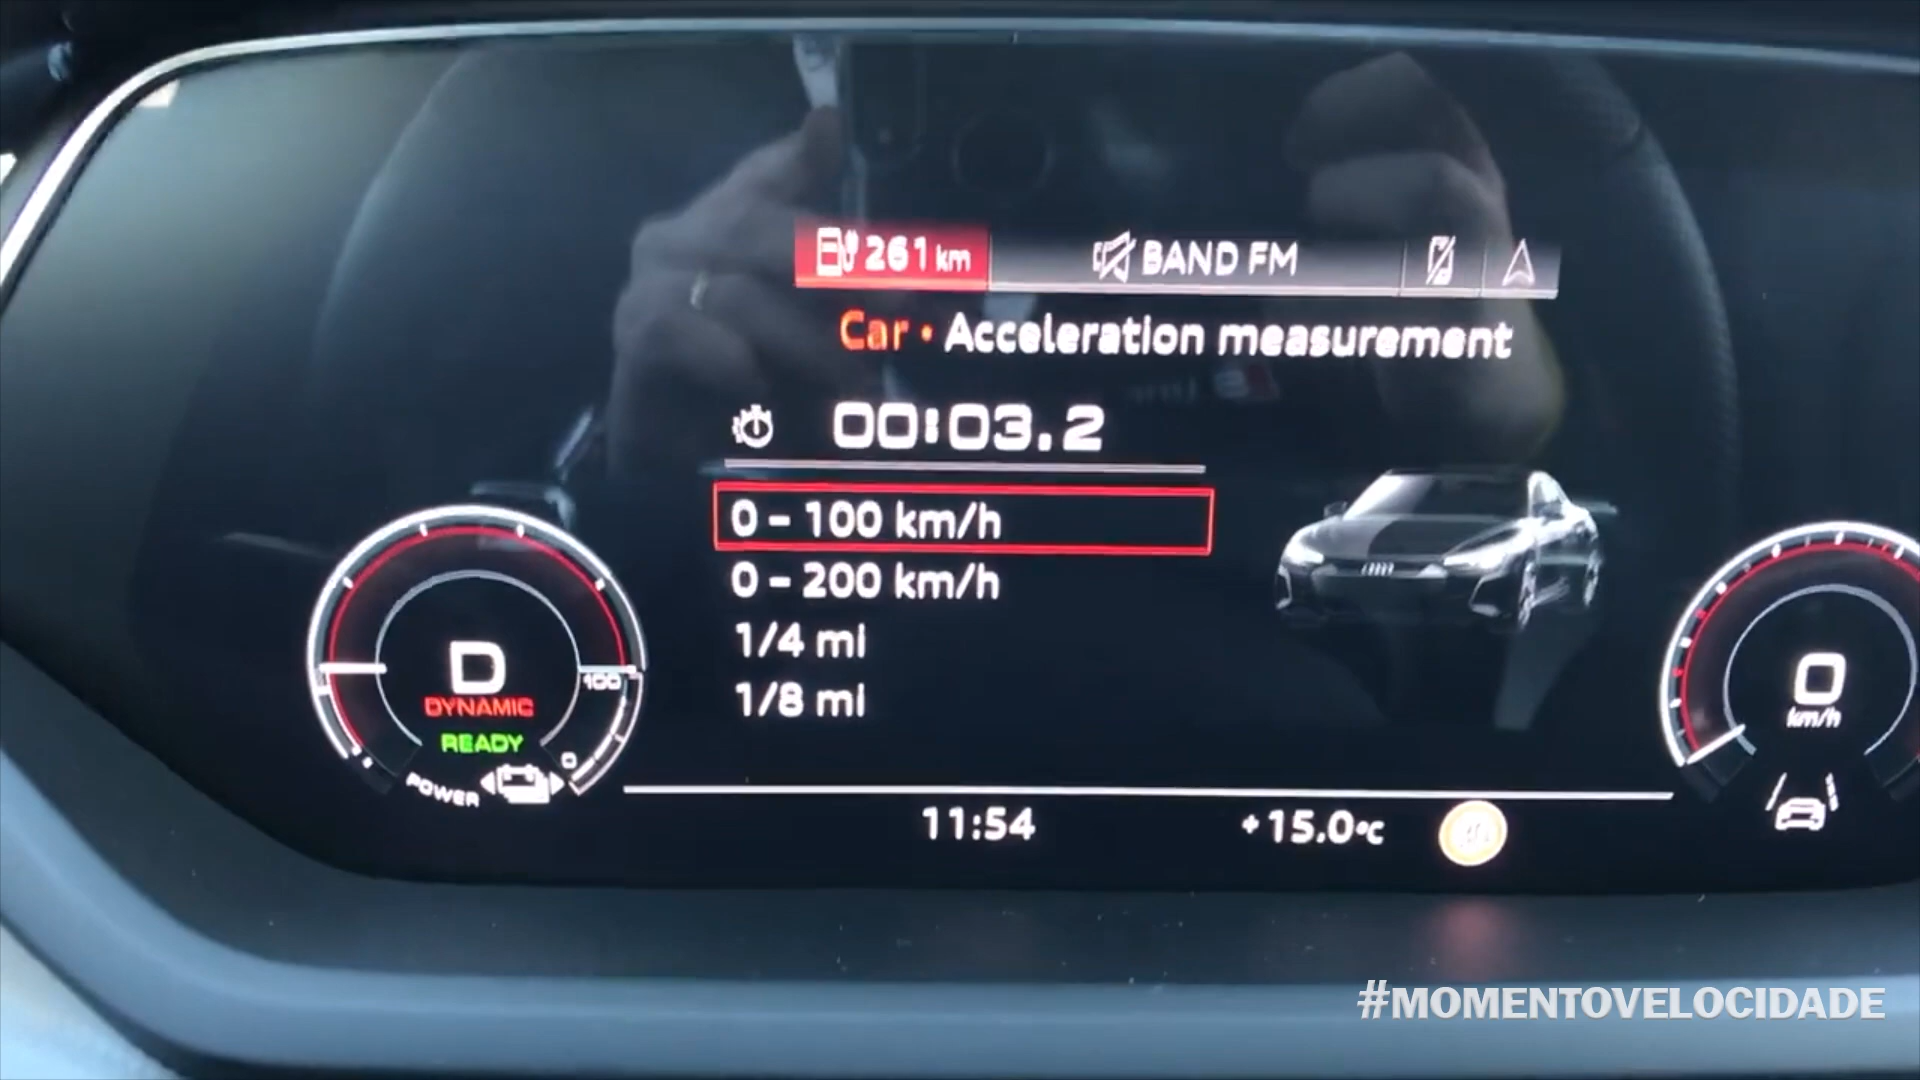 261 km
BAND FM
Car • Acceleration measurement
00:03.2
0 - 100 km/h
0 - 200 km/h
1/4 mi
1/8 mi
D
DYNAMIC
READY
100
0
POWER
0
km/h
11:54
+15.0°C
#MOMENTOVELOCIDADE